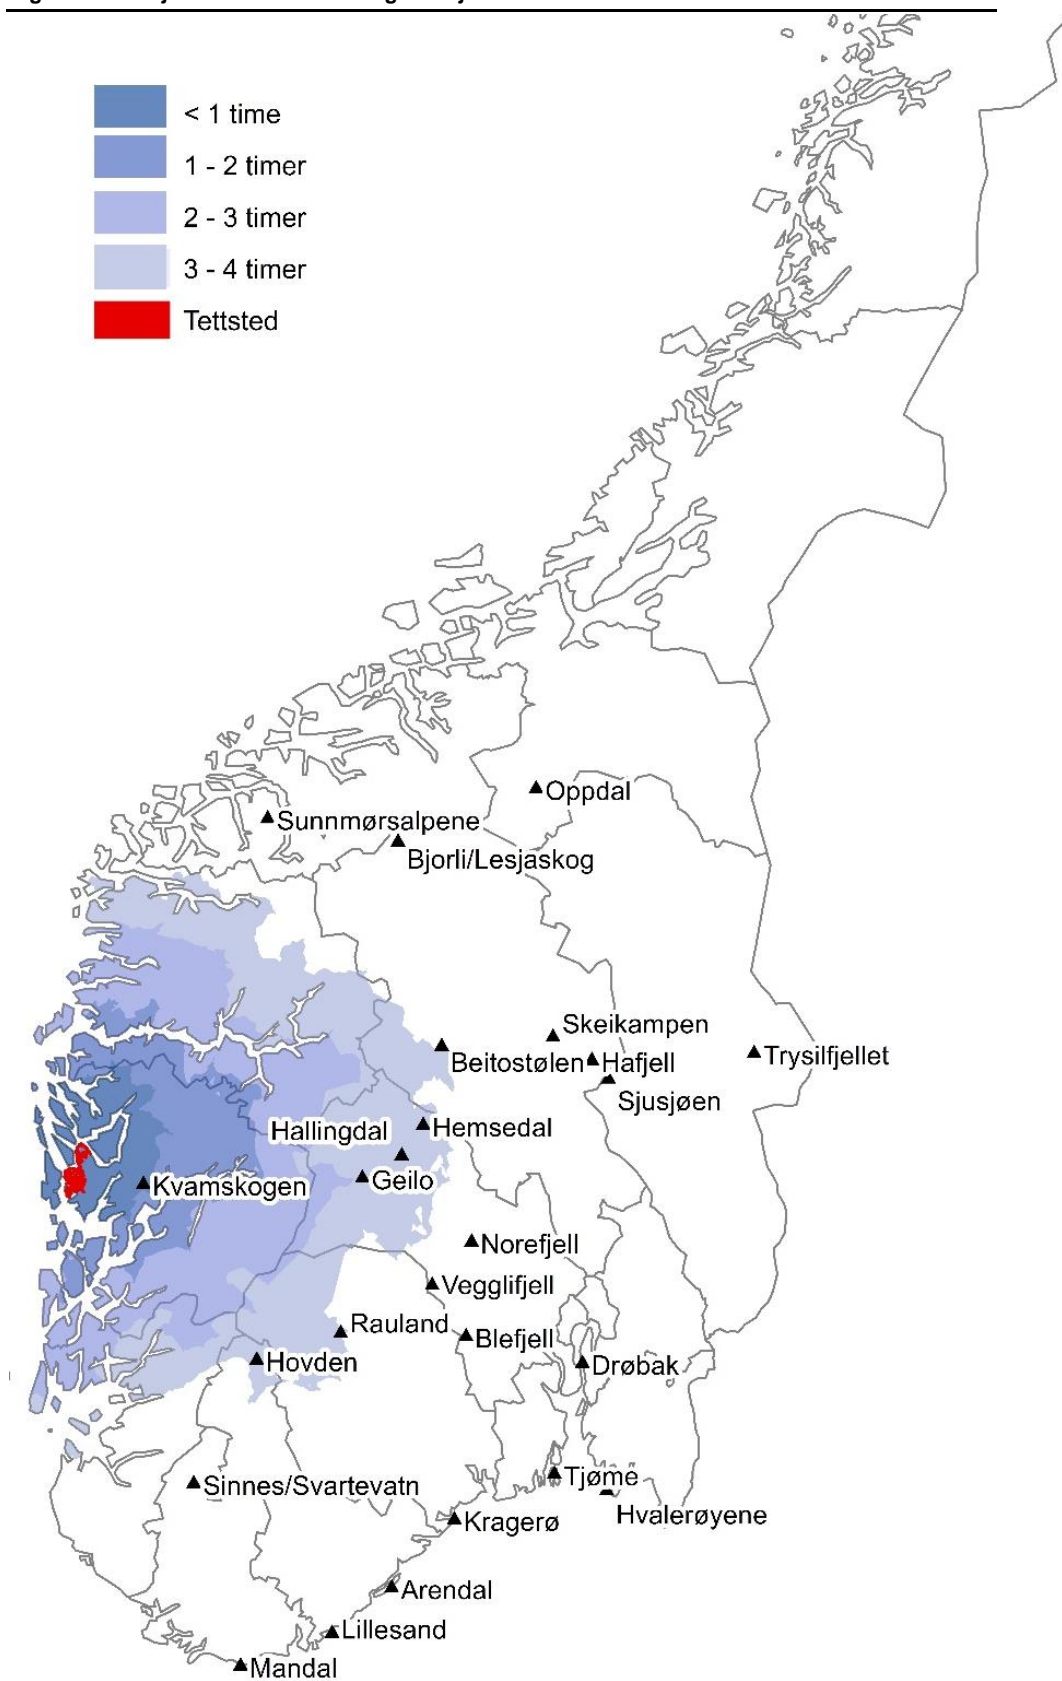 < 1 time
1 - 2 timer
2 - 3 timer
3 - 4 timer
Tettsted
Oppdal
Sunnmørsalpene
Bjorli/Lesjaskog
Skeikampen
Beitostølen
Hafjell
Trysilfjellet
Sjusjøen
Hallingdal
Hemsedal
Kvamskogen
Geilo
Norefjell
Vegglifjell
Rauland
Blefjell
Hovden
Drøbak
Sinnes/Svartevatn
Tjøme
Hvalerøyene
Kragerø
Arendal
Lillesand
Mandal